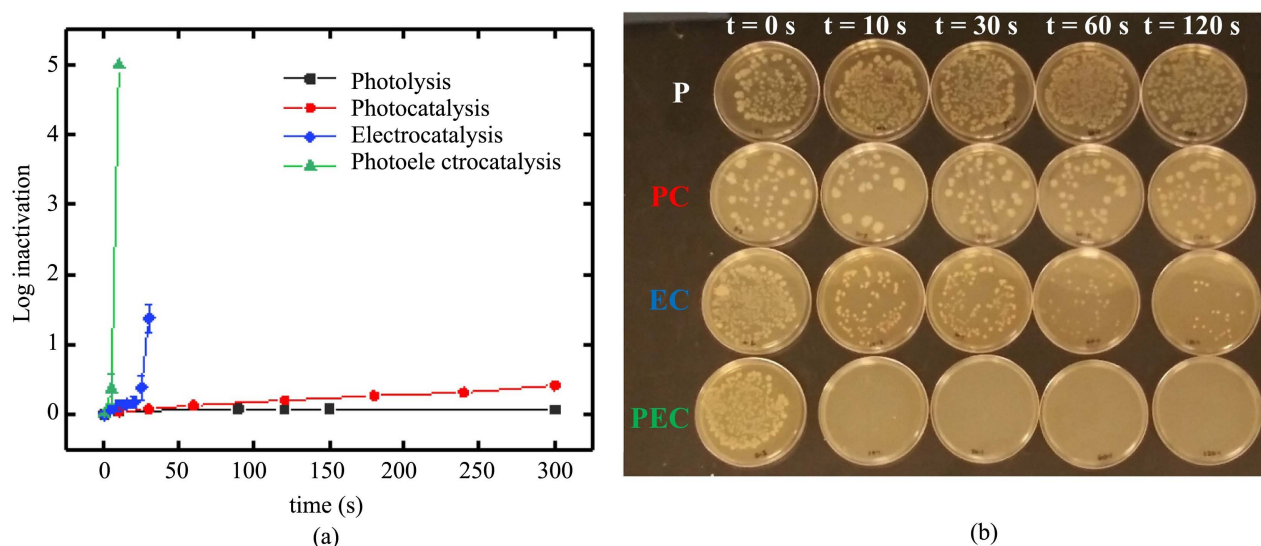 5
4
3
2
1
0
Log inactivation
0
50
100
150
200
250
300
time (s)
(a)
Photolysis
Photocatalysis
Electrocatalysis
Photoele ctrocatalysis
t = 0 s t = 10 s t = 30 s t = 60 s t = 120 s
P
PC
EC
PEC
(b)